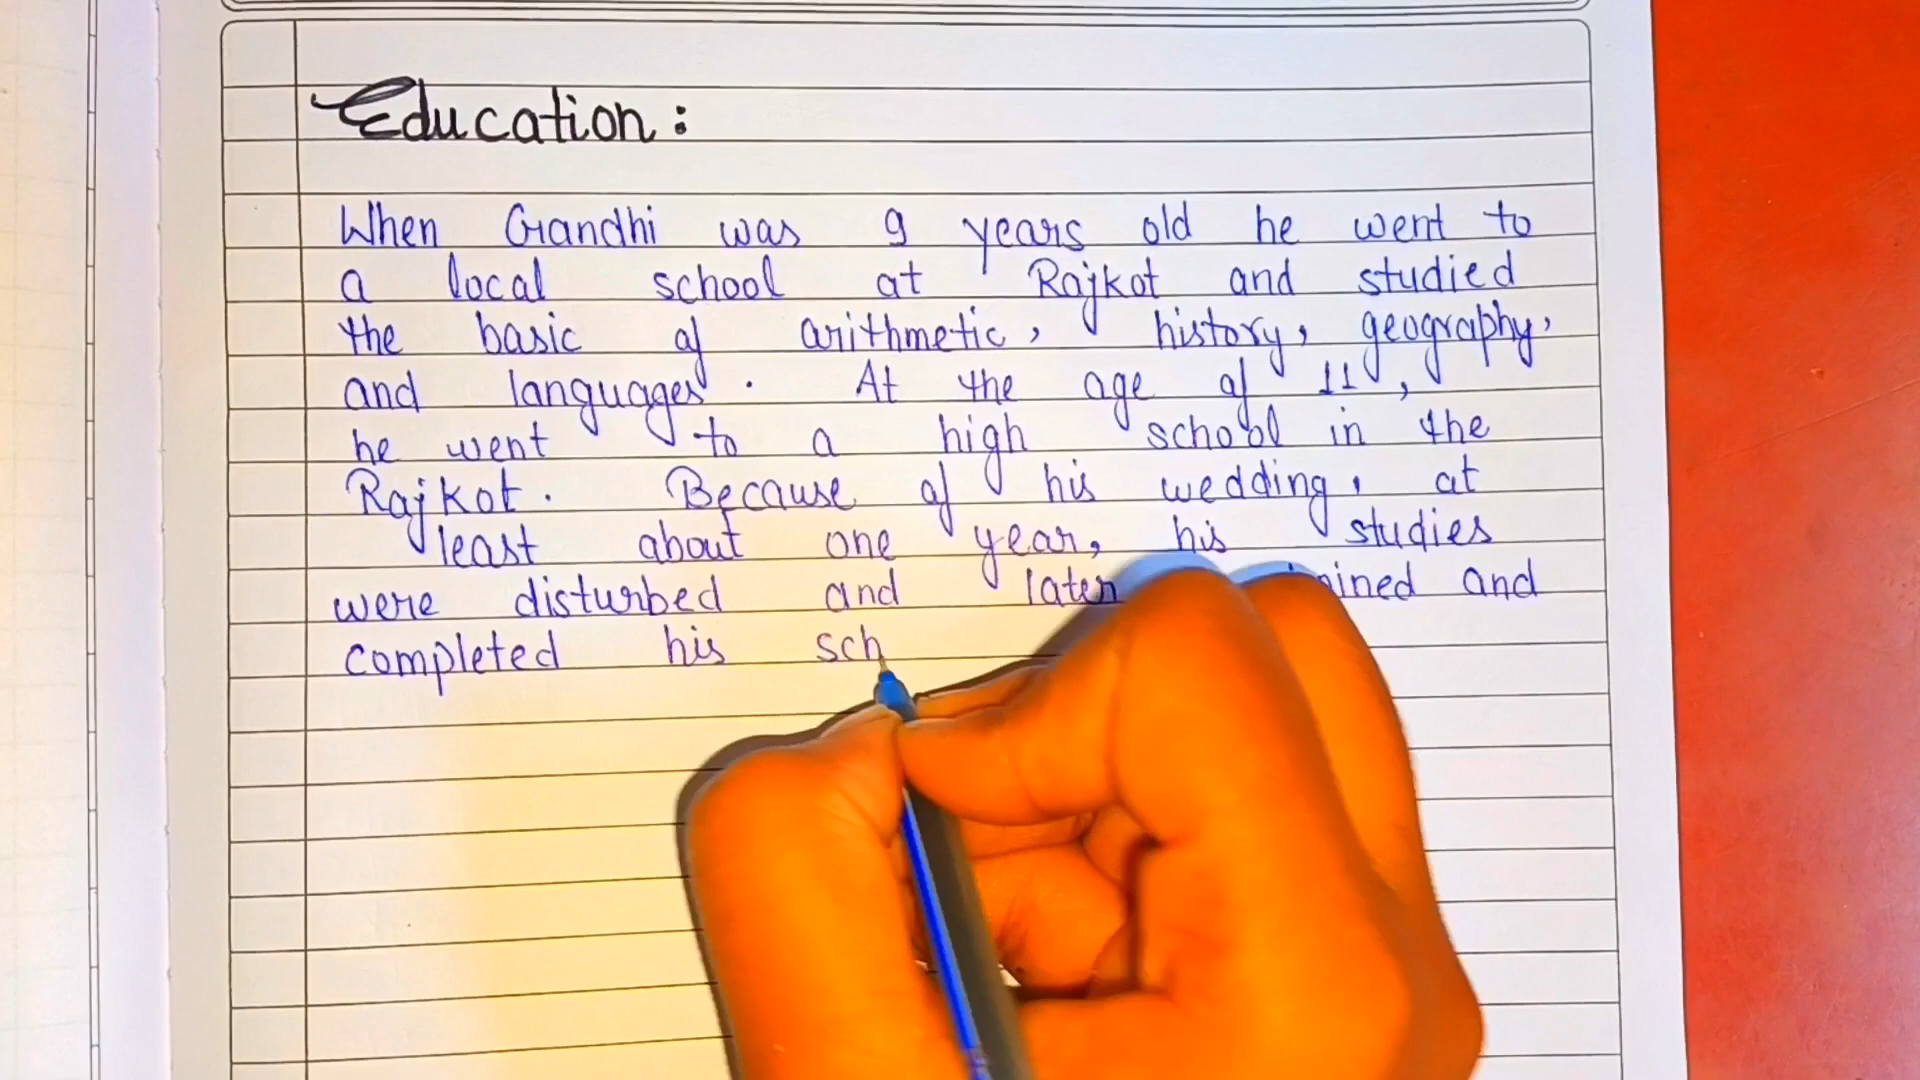 Education:
When Gandhi was 9 years old he went to
a local school at Rajkot and studied
the basic of arithmetic, history, geography,
and languages. At the age of 11,
he went to a high school in the
Rajkot. Because of his wedding, at
least about one year, his studies
were disturbed and later and
completed his sch